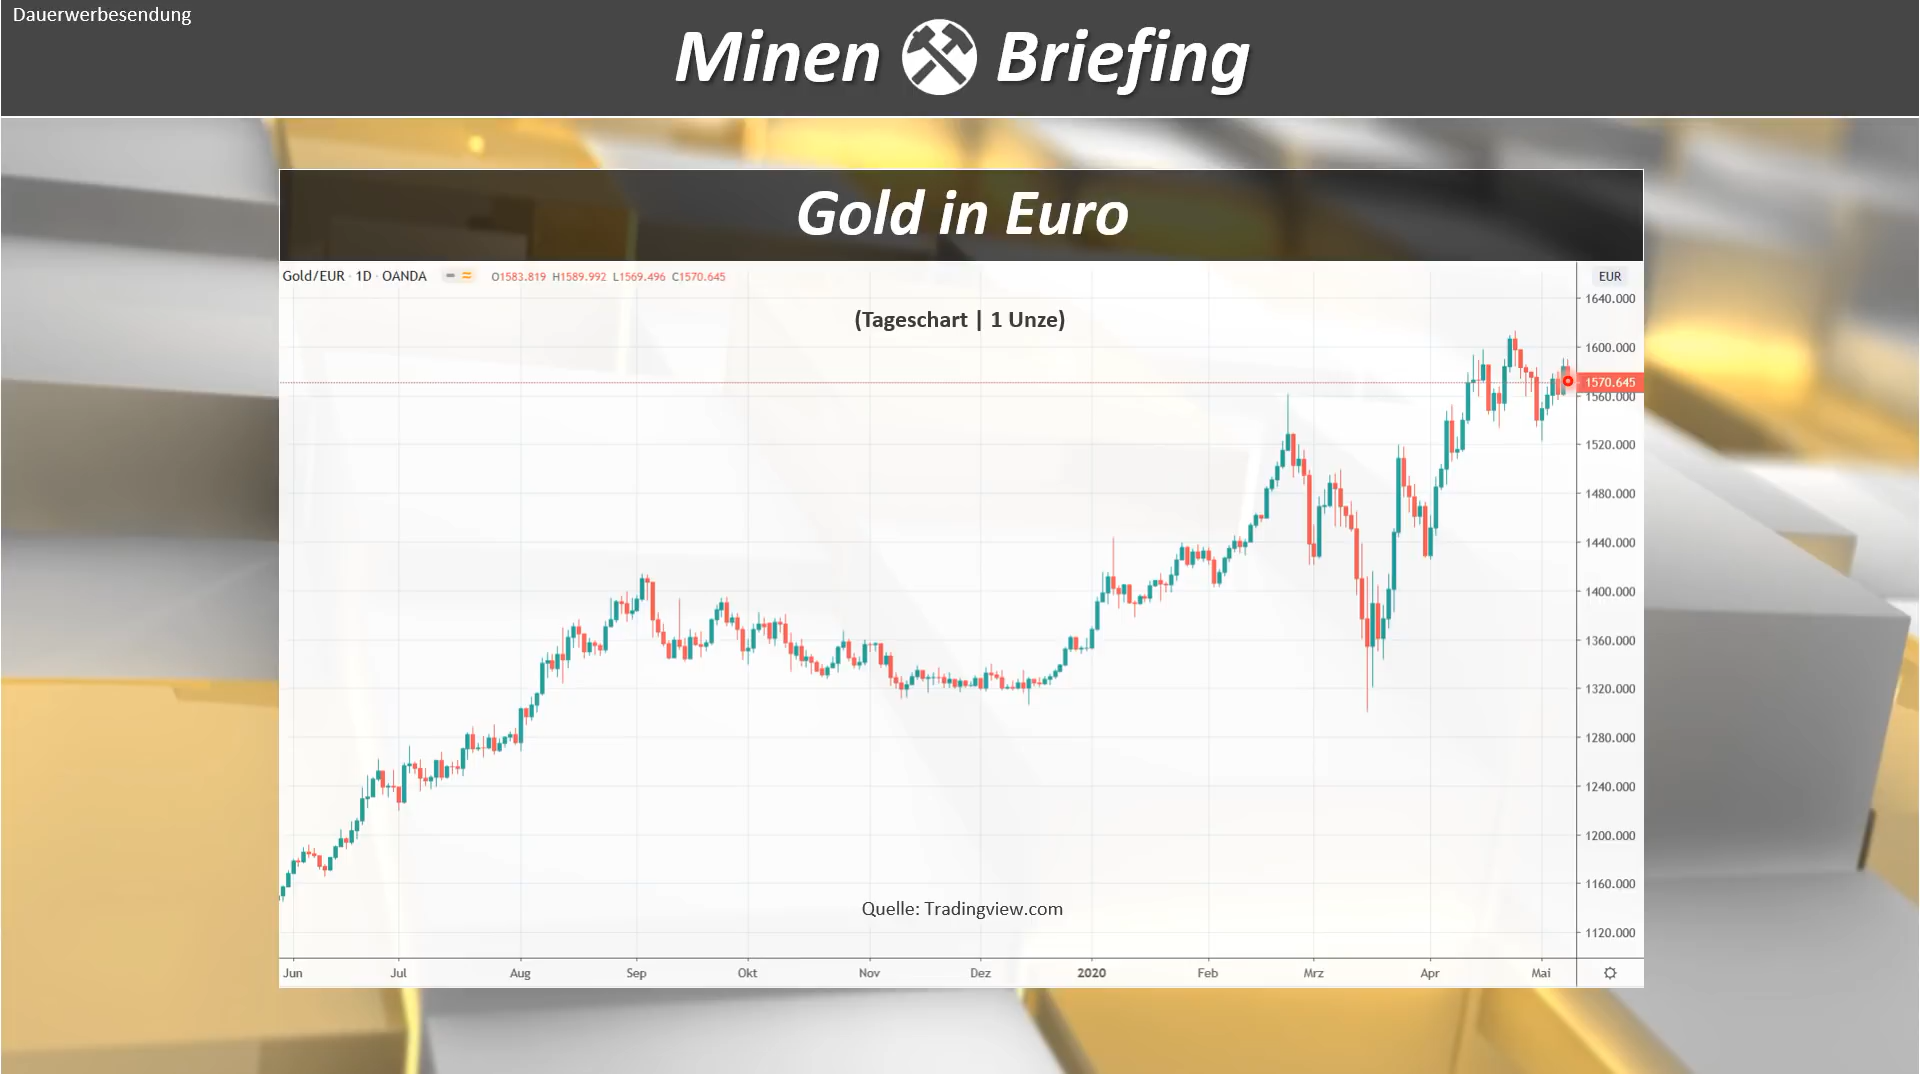 Dauerwerbesendung
Minen Briefing
Gold in Euro
Gold/EUR · 1D · OANDA O1583.819 H1589.992 L1569.496 C1570.645
EUR
(Tageschart | 1 Unze)
1640.000
1600.000
1570.645
1560.000
1520.000
1480.000
1440.000
1400.000
1360.000
1320.000
1280.000
1240.000
1200.000
1160.000
1120.000
Quelle: Tradingview.com
Jun Jul Aug Sep Okt Nov Dez 2020 Feb Mrz Apr Mai